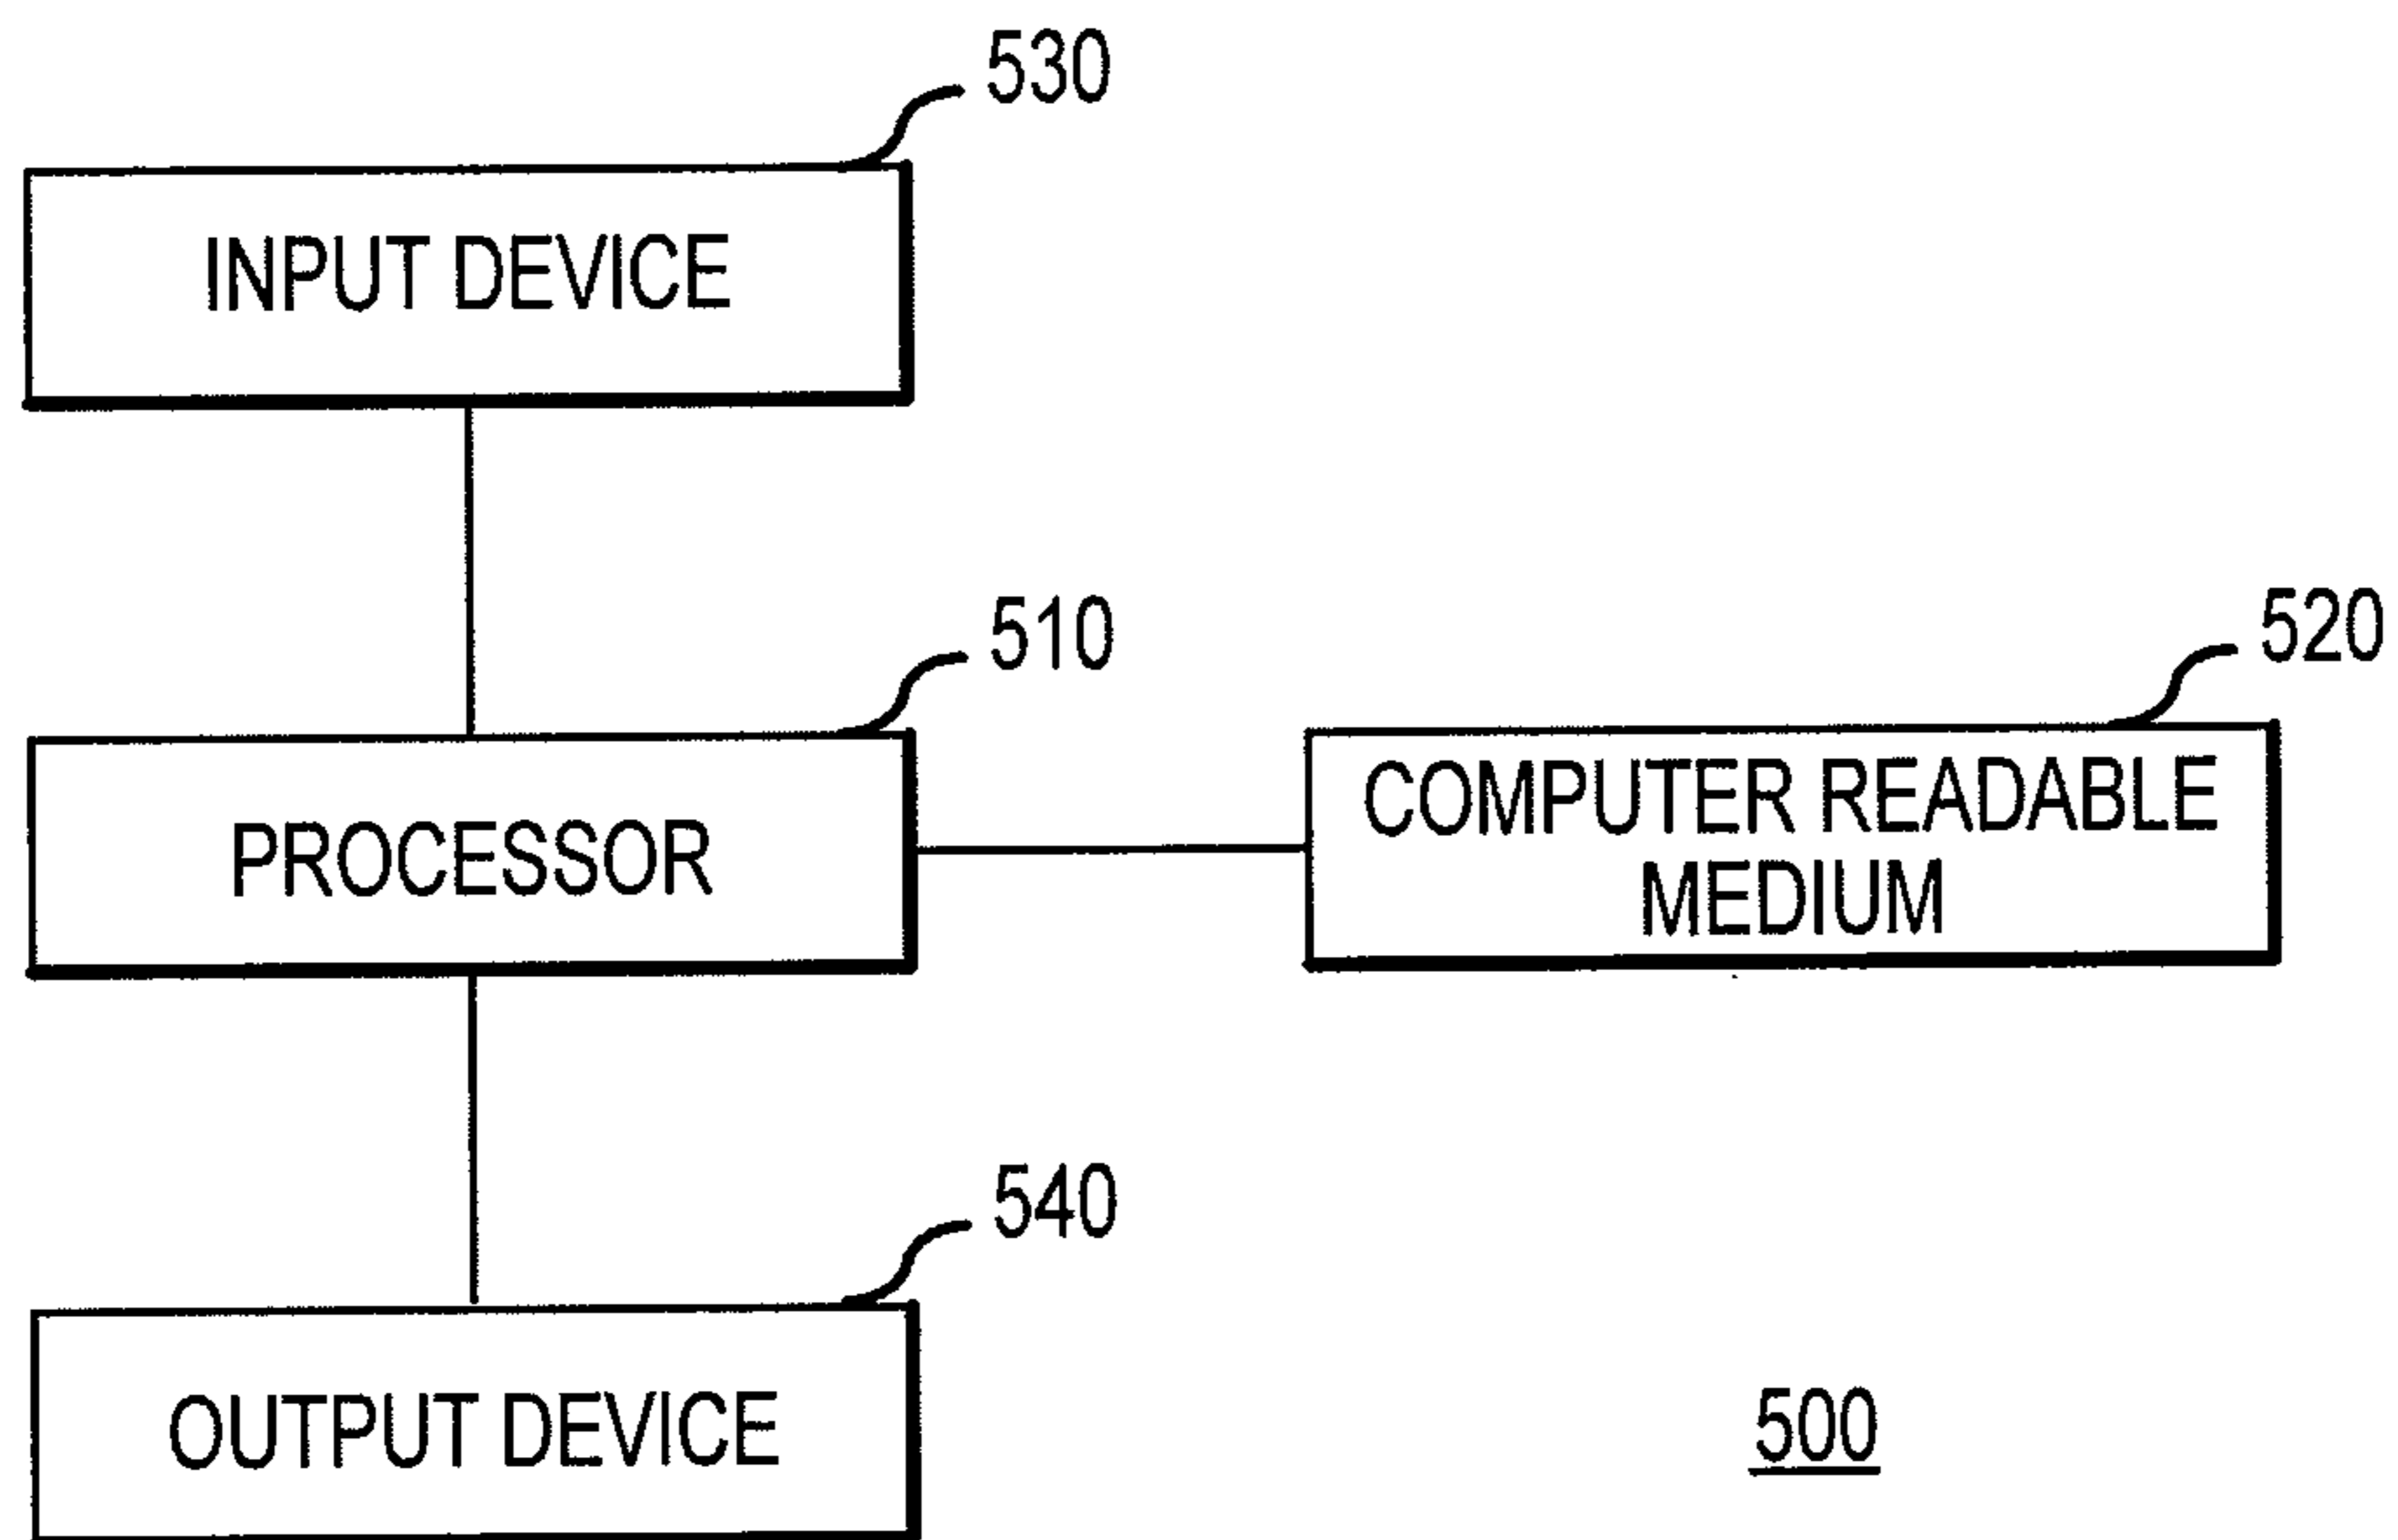 530
INPUT DEVICE
510
520
PROCESSOR
COMPUTER READABLE
MEDIUM
540
OUTPUT DEVICE
500